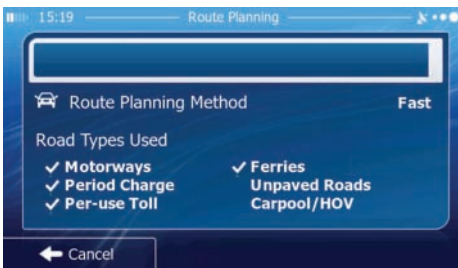 15:19 Route Planning
Route Planning Method Fast
Road Types Used
✓ Motorways ✓ Ferries
✓ Period Charge Unpaved Roads
✓ Per-use Toll Carpool/HOV
Cancel